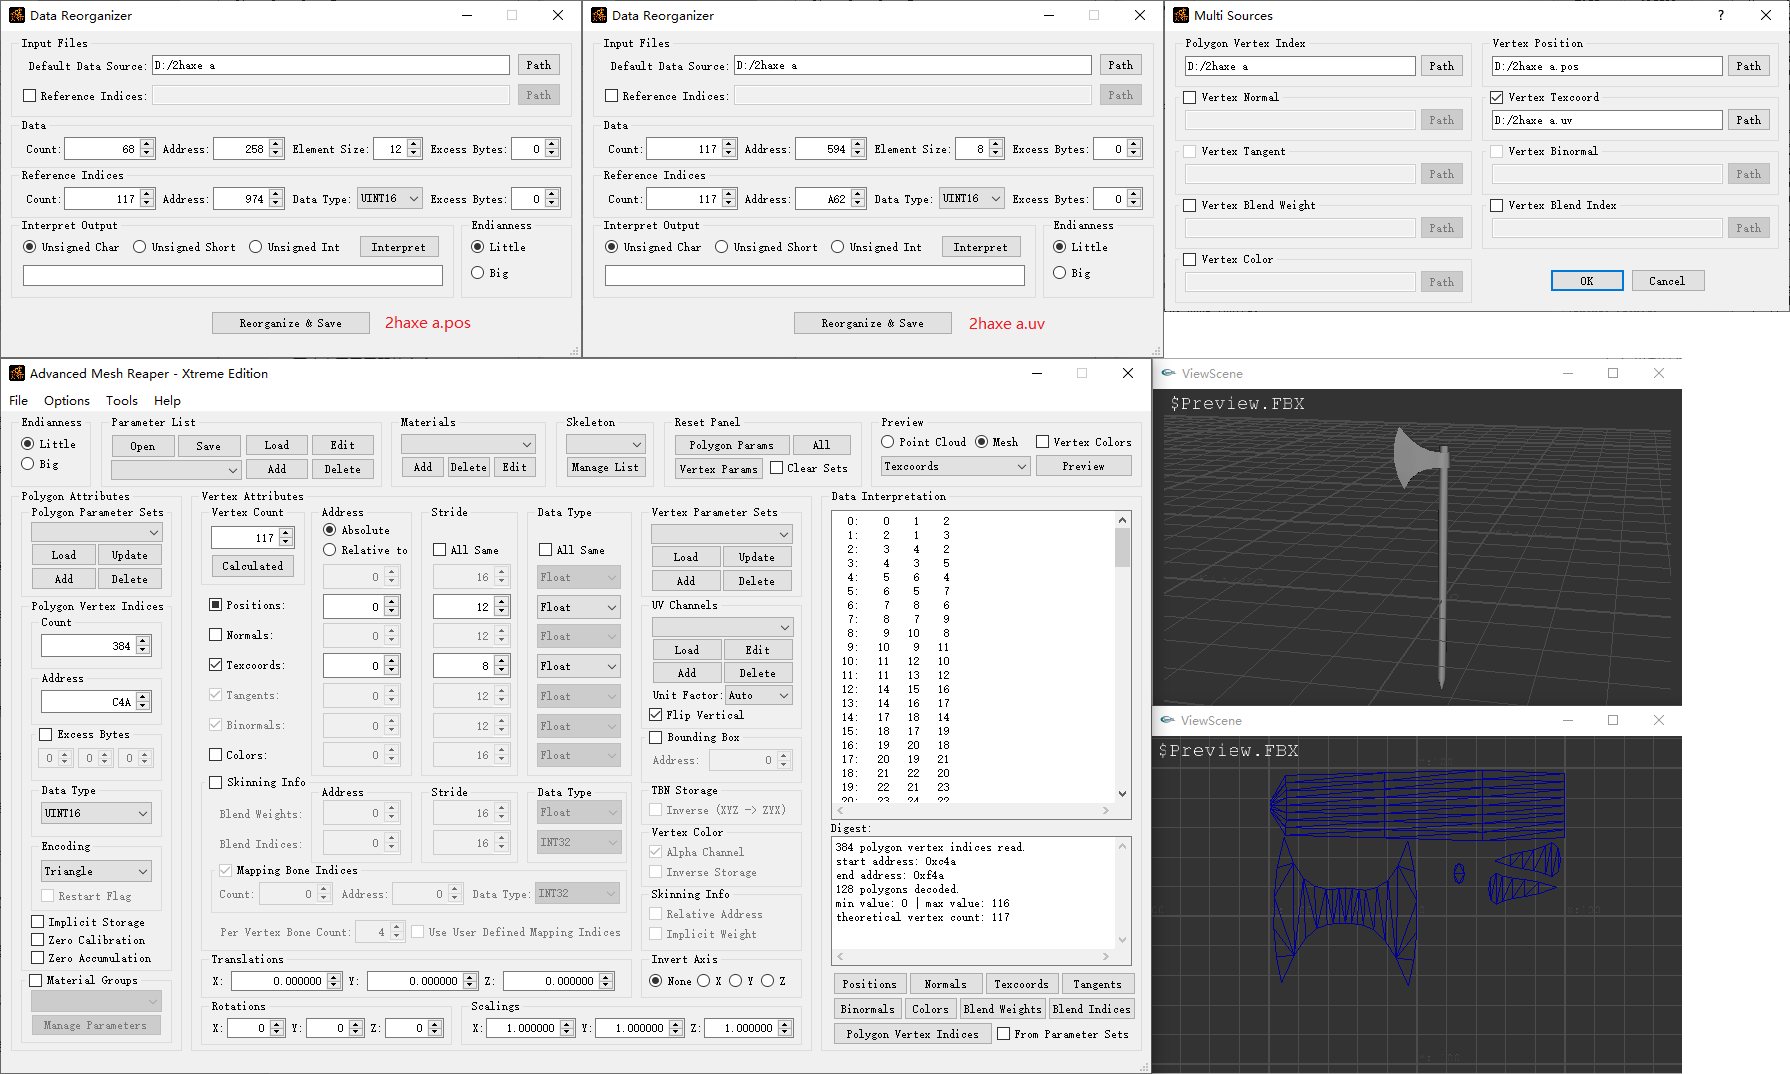 Data Reorganizer
Input Files
Default Data Source: D:/2haxe a Path
Reference Indices: Path
Data
Count: 68 Address: 258 Element Size: 12 Excess Bytes: 0
Reference Indices
Count: 117 Address: 974 Data Type: UINT16 Excess Bytes: 0
Interpret Output
Unsigned Char Unsigned Short Unsigned Int Interpret
Endianness
Little
Big
Reorganize & Save 2haxe a.pos
Data Reorganizer
Input Files
Default Data Source: D:/2haxe a Path
Reference Indices: Path
Data
Count: 117 Address: 594 Element Size: 8 Excess Bytes: 0
Reference Indices
Count: 117 Address: A62 Data Type: UINT16 Excess Bytes: 0
Interpret Output
Unsigned Char Unsigned Short Unsigned Int Interpret
Endianness
Little
Big
Reorganize & Save 2haxe a.uv
Multi Sources ?
Polygon Vertex Index
D:/2haxe a Path
Vertex Position
D:/2haxe a.pos Path
Vertex Normal
Path
Vertex Texcoord
D:/2haxe a.uv Path
Vertex Tangent
Path
Vertex Binormal
Path
Vertex Blend Weight
Path
Vertex Blend Index
Path
Vertex Color
Path
OK Cancel
Advanced Mesh Reaper - Xtreme Edition
File Options Tools Help
Endianness
Little
Big
Parameter List
Open Save Load Edit
Add Delete
Materials
Add Delete Edit
Skeleton
Manage List
Reset Panel
Polygon Params All
Vertex Params Clear Sets
Preview
Point Cloud Mesh Vertex Colors
Texcoords Preview
Polygon Attributes
Polygon Parameter Sets
Load Update
Add Delete
Polygon Vertex Indices
Count
384
Address
C4A
Excess Bytes
0 0 0
Data Type
UINT16
Encoding
Triangle
Restart Flag
Implicit Storage
Zero Calibration
Zero Accumulation
Material Groups
Manage Parameters
Vertex Attributes
Vertex Count
117
Calculated
Address
Absolute
Relative to
0
Stride
All Same
16
Data Type
All Same
Float
Positions: 0 12 Float
Normals: 0 12 Float
Texcoords: 0 8 Float
Tangents: 0 12 Float
Binormals: 0 12 Float
Colors: 0 16 Float
Skinning Info
Address Stride Data Type
Blend Weights: 0 16 Float
Blend Indices: 0 16 INT32
Mapping Bone Indices
Count: 0 Address: 0 Data Type: INT32
Per Vertex Bone Count: 4 Use User Defined Mapping Indices
Translations
X: 0.000000 Y: 0.000000 Z: 0.000000
Rotations
X: 0 Y: 0 Z: 0
Scalings
X: 1.000000 Y: 1.000000 Z: 1.000000
Vertex Parameter Sets
Load Update
Add Delete
UV Channels
Load Edit
Add Delete
Unit Factor: Auto
Flip Vertical
Bounding Box
Address: 0
TBN Storage
Inverse (XYZ -> ZYX)
Vertex Color
Alpha Channel
Inverse Storage
Skinning Info
Relative Address
Implicit Weight
Invert Axis
None X Y Z
Data Interpretation
0: 0 1 2
1: 2 1 3
2: 3 4 2
3: 4 3 5
4: 5 6 4
5: 6 5 7
6: 7 8 6
7: 8 7 9
8: 9 10 8
9: 10 9 11
10: 11 12 10
11: 11 13 12
12: 14 15 16
13: 14 16 17
14: 17 18 14
15: 18 17 19
16: 19 20 18
17: 20 19 21
18: 21 22 20
19: 22 21 23
20: 23 24 22
Digest:
384 polygon vertex indices read.
start address: 0xc4a
end address: 0xf4a
128 polygons decoded.
min value: 0 | max value: 116
theoretical vertex count: 117
Positions Normals Texcoords Tangents
Binormals Colors Blend Weights Blend Indices
Polygon Vertex Indices From Parameter Sets
ViewScene
$Preview.FBX
ViewScene
$Preview.FBX